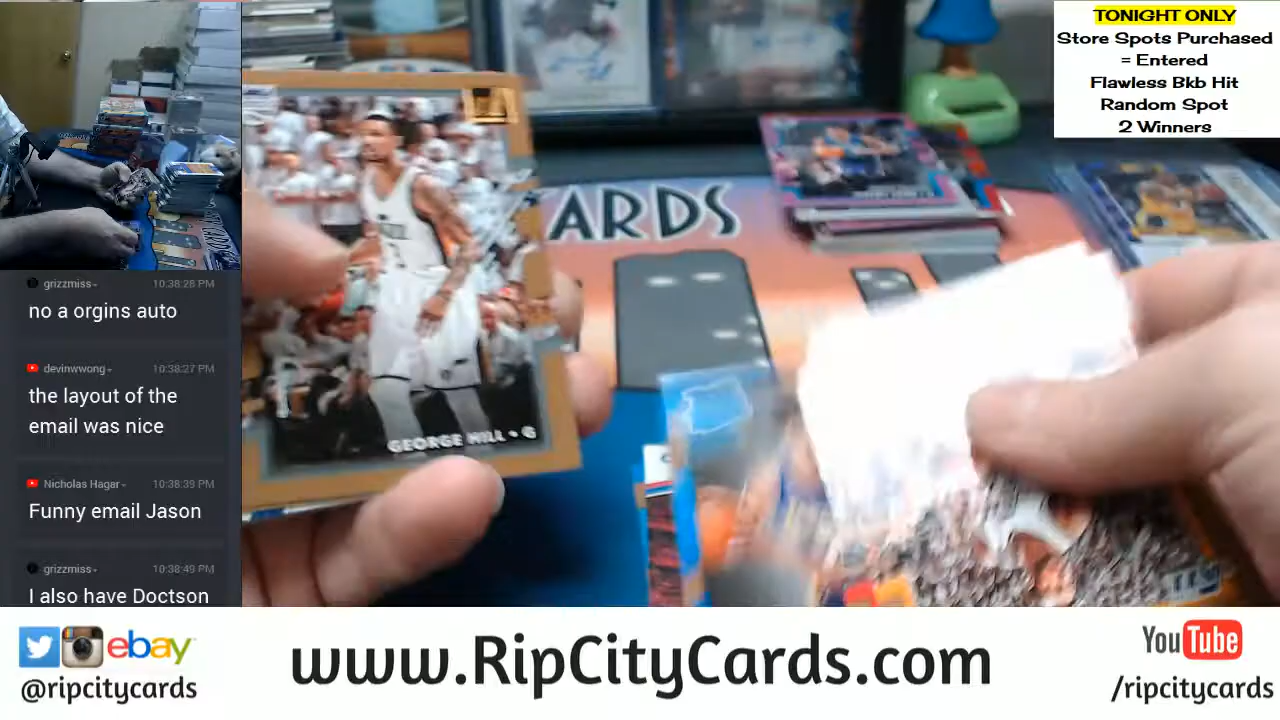 TONIGHT ONLY
Store Spots Purchased
= Entered
Flawless Bkb Hit
Random Spot
2 Winners
ARDS
GEORGE HILL • G
grizzmiss
10:38:28 PM
no a orgins auto
devinwwong
10:38:27 PM
the layout of the
email was nice
Nicholas Hagar
10:38:39 PM
Funny email Jason
grizzmiss
10:38:49 PM
I also have Doctson
ebay
@ripcitycards
www.RipCityCards.com
YouTube
/ripcitycards